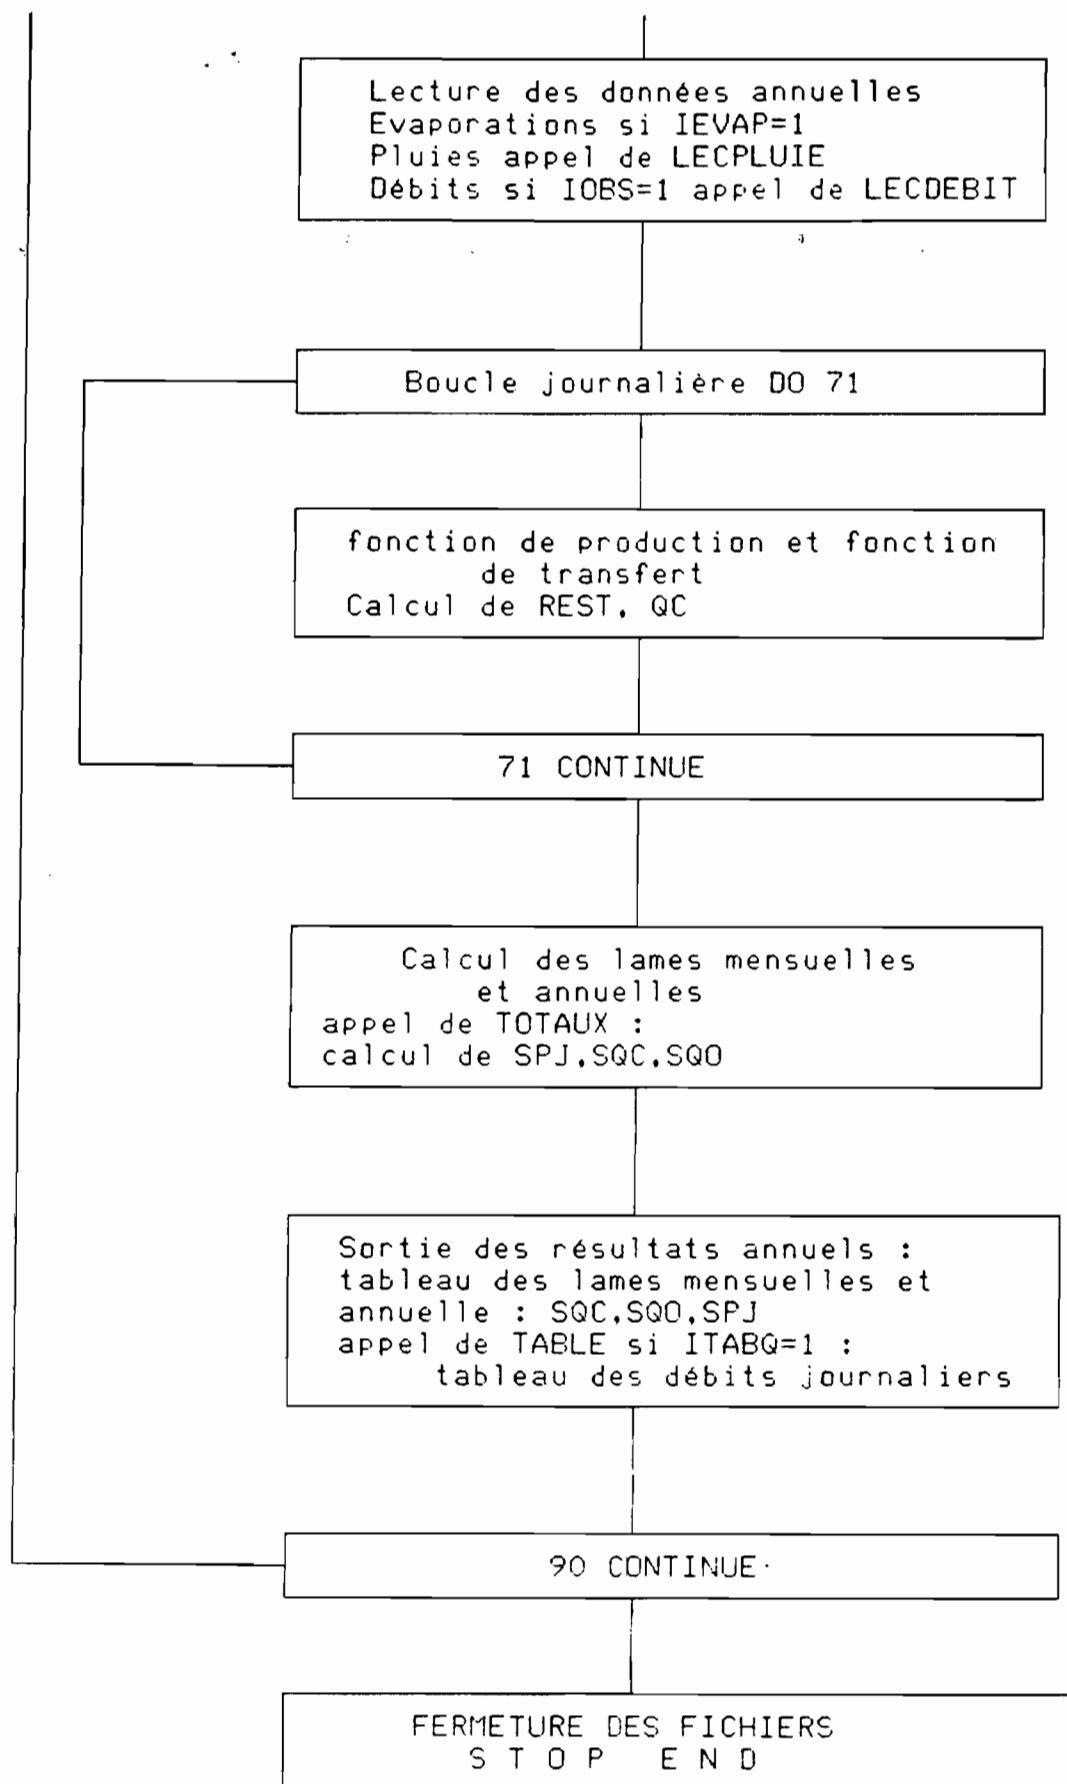 Lecture des données annuelles
Evaporations si IEVAP=1
Pluies appel de LECPLUIE
Débits si IOBS=1 appel de LECDEBIT
Boucle journalière DO 71
fonction de production et fonction
de transfert
Calcul de REST, QC
71 CONTINUE
Calcul des lames mensuelles
et annuelles
appel de TOTAUX :
calcul de SPJ,SQC,SQO
Sortie des résultats annuels :
tableau des lames mensuelles et
annuelle : SQC,SQO,SPJ
appel de TABLE si ITABQ=1 :
tableau des débits journaliers
90 CONTINUE
FERMETURE DES FICHIERS
S T O P   E N D